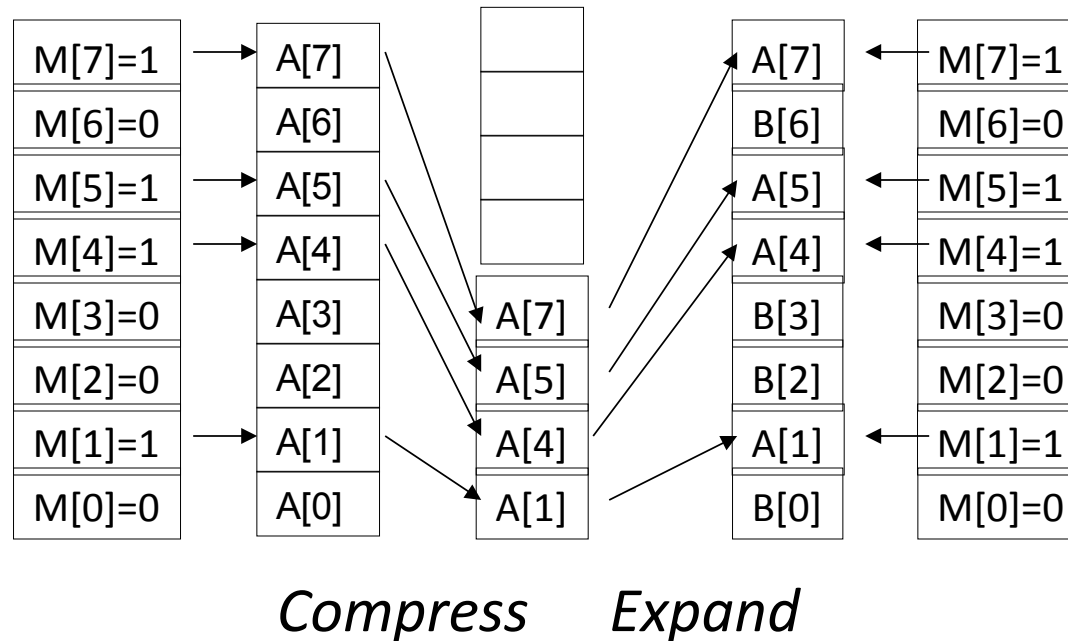 M[7]=1 A[7] A[7] M[7]=1
M[6]=0 A[6] B[6] M[6]=0
M[5]=1 A[5] A[5] M[5]=1
M[4]=1 A[4] A[4] M[4]=1
M[3]=0 A[3] A[7] B[3] M[3]=0
M[2]=0 A[2] A[5] B[2] M[2]=0
M[1]=1 A[1] A[4] A[1] M[1]=1
M[0]=0 A[0] A[1] B[0] M[0]=0
Compress Expand